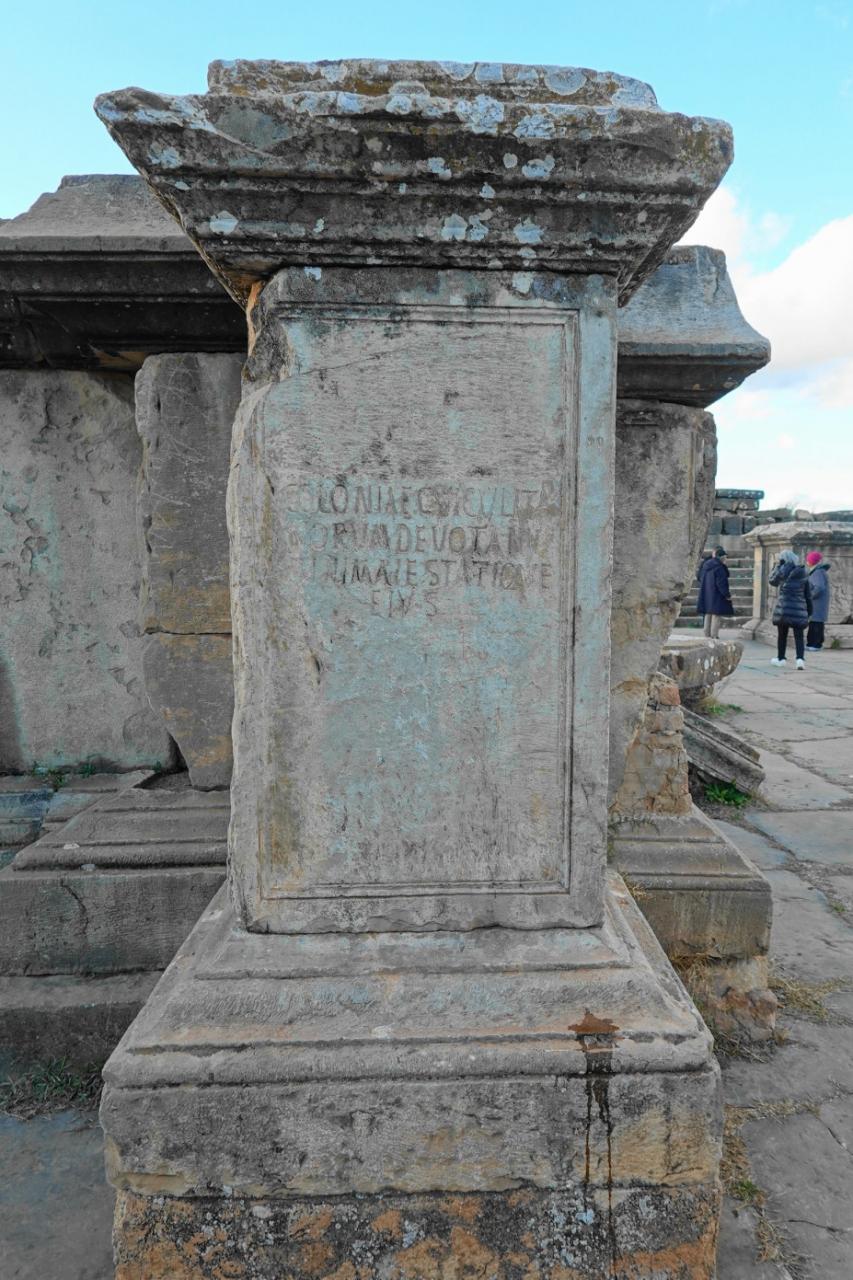 COLONIAE CVICVLITA
NORVM DEVOTA NV
MINI MAIESTATIQVE
EIVS